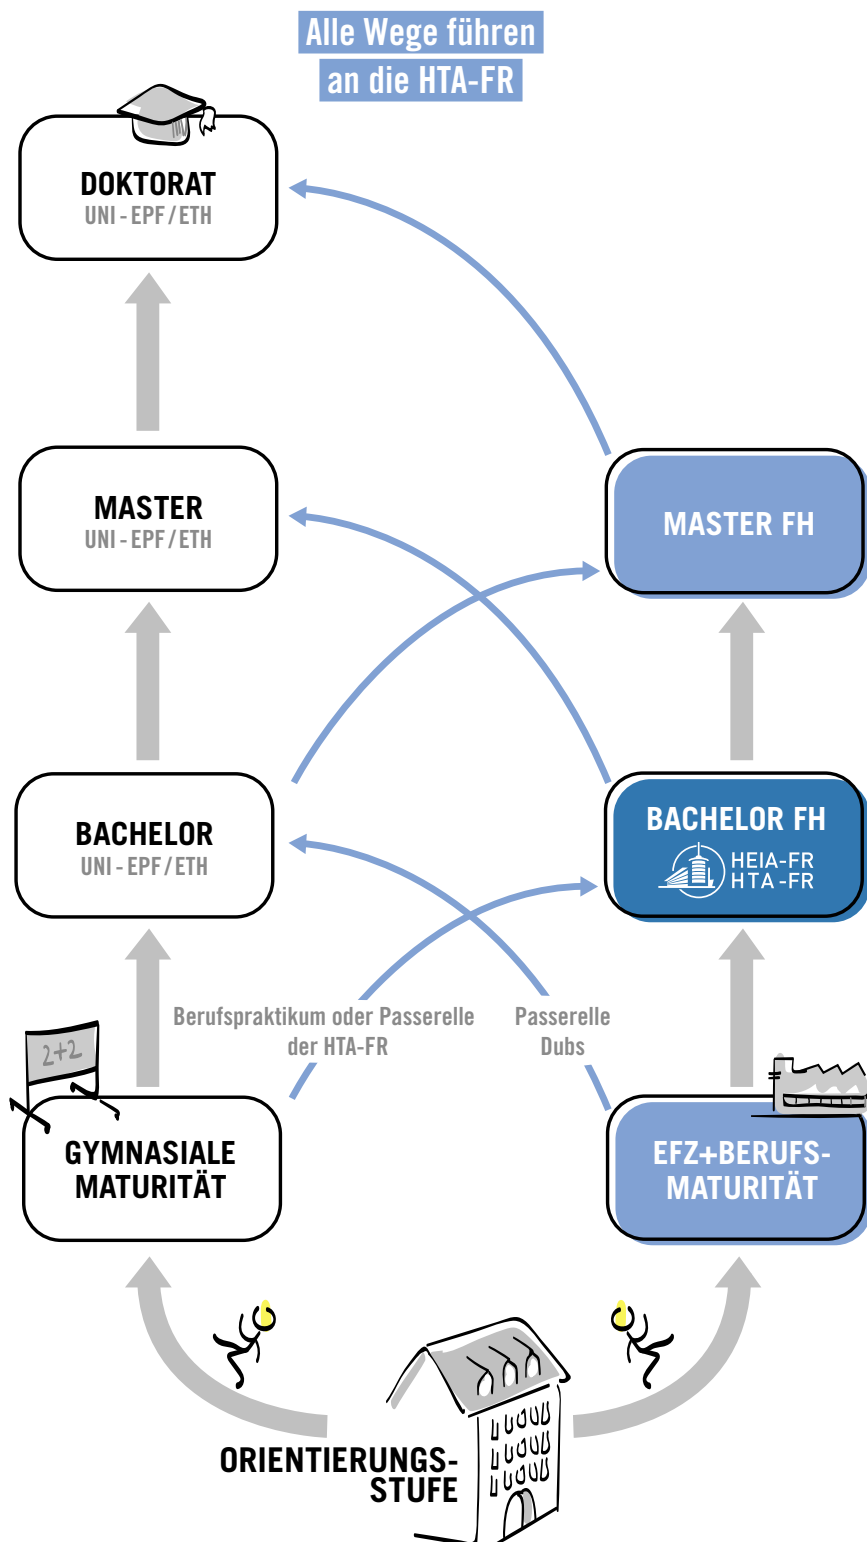 Alle Wege führen
an die HTA-FR
DOKTORAT
UNI - EPF / ETH
MASTER
UNI - EPF / ETH
MASTER FH
BACHELOR
UNI - EPF / ETH
BACHELOR FH
HEIA-FR
HTA-FR
Berufspraktikum oder Passerelle
der HTA-FR
Passerelle
Dubs
2+2
GYMNASIALE
MATURITÄT
EFZ+BERUFS-
MATURITÄT
ORIENTIERUNGS-
STUFE